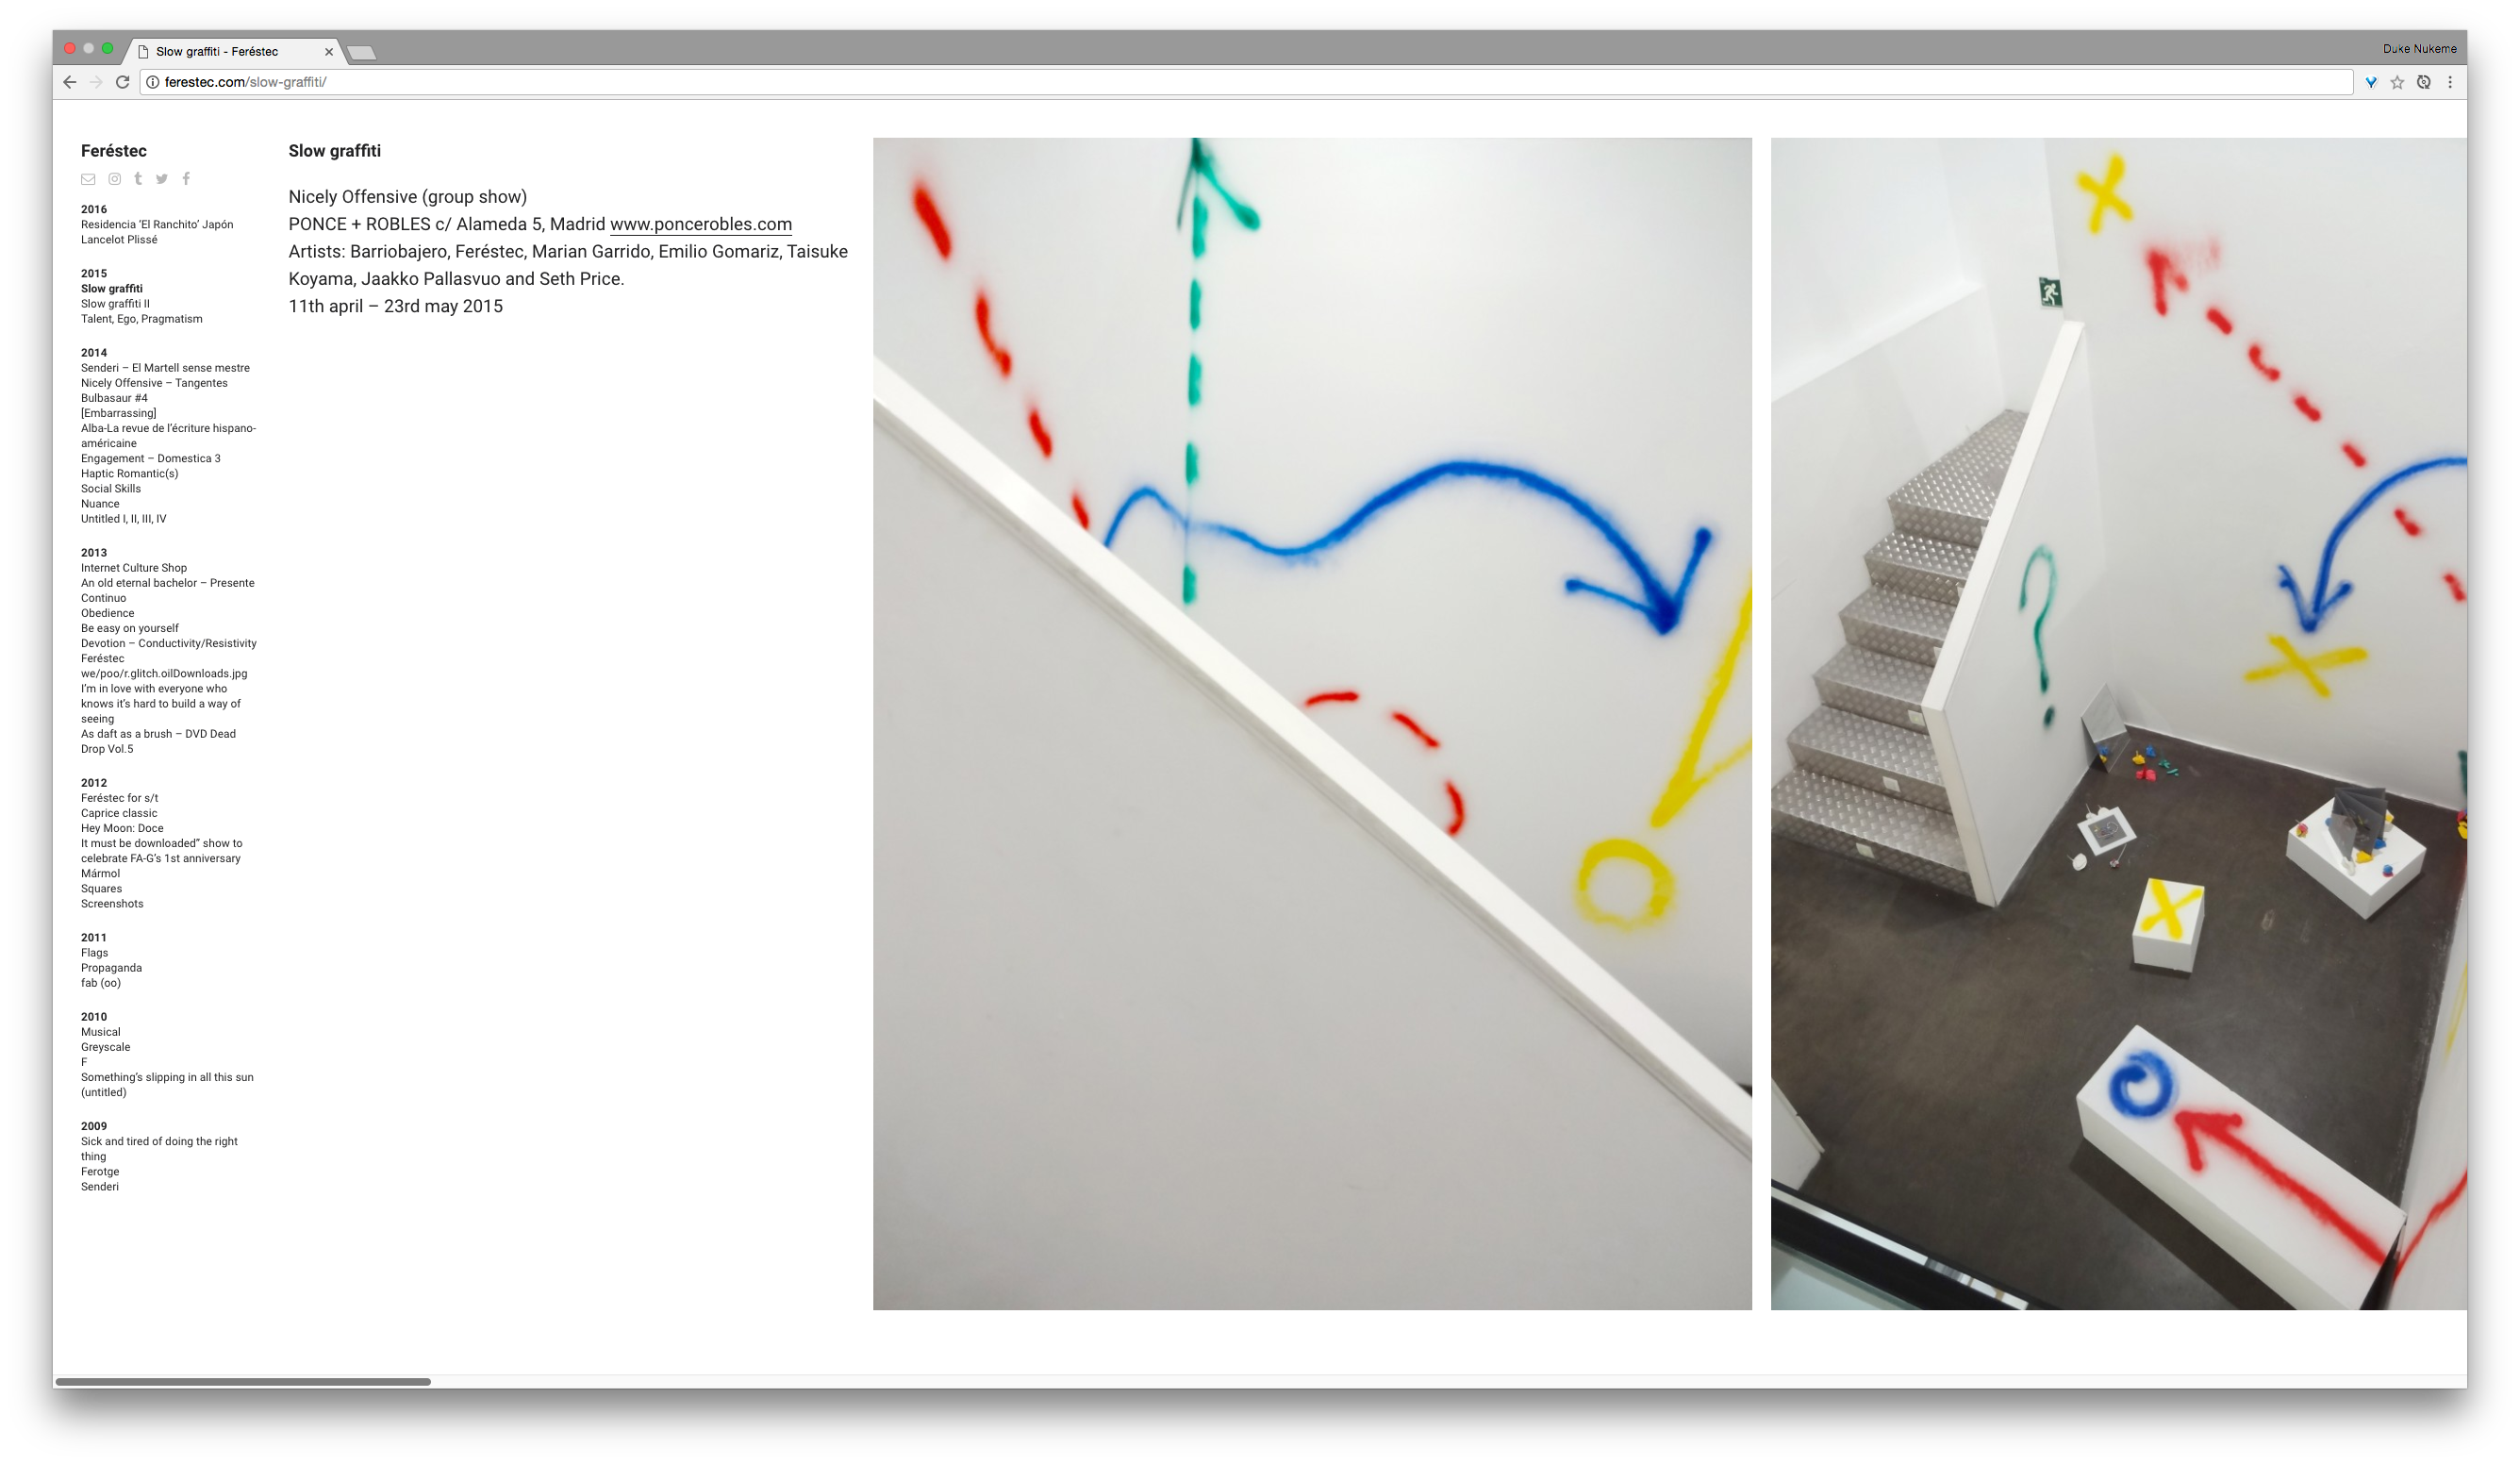 Slow graffiti - Feréstec
Duke Nukeme
ferestec.com/slow-graffiti/
Feréstec
2016
Residencia ‘El Ranchito’ Japón
Lancelot Plissé
2015
Slow graffiti
Slow graffiti II
Talent, Ego, Pragmatism
2014
Senderi – El Martell sense mestre
Nicely Offensive – Tangentes
Bulbasaur #4
[Embarrassing]
Alba-La revue de l’écriture hispano-
américaine
Engagement – Domestica 3
Haptic Romantic(s)
Social Skills
Nuance
Untitled I, II, III, IV
2013
Internet Culture Shop
An old eternal bachelor – Presente
Continuo
Obedience
Be easy on yourself
Devotion – Conductivity/Resistivity
Feréstec
we/poo/r.glitch.oilDownloads.jpg
I’m in love with everyone who
knows it’s hard to build a way of
seeing
As daft as a brush – DVD Dead
Drop Vol.5
2012
Feréstec for s/t
Caprice classic
Hey Moon: Doce
It must be downloaded” show to
celebrate FA-G’s 1st anniversary
Mármol
Squares
Screenshots
2011
Flags
Propaganda
fab (oo)
2010
Musical
Greyscale
F
Something’s slipping in all this sun
(untitled)
2009
Sick and tired of doing the right
thing
Ferotge
Senderi
Slow graffiti
Nicely Offensive (group show)
PONCE + ROBLES c/ Alameda 5, Madrid www.poncerobles.com
Artists: Barriobajero, Feréstec, Marian Garrido, Emilio Gomariz, Taisuke
Koyama, Jaakko Pallasvuo and Seth Price.
11th april – 23rd may 2015
?